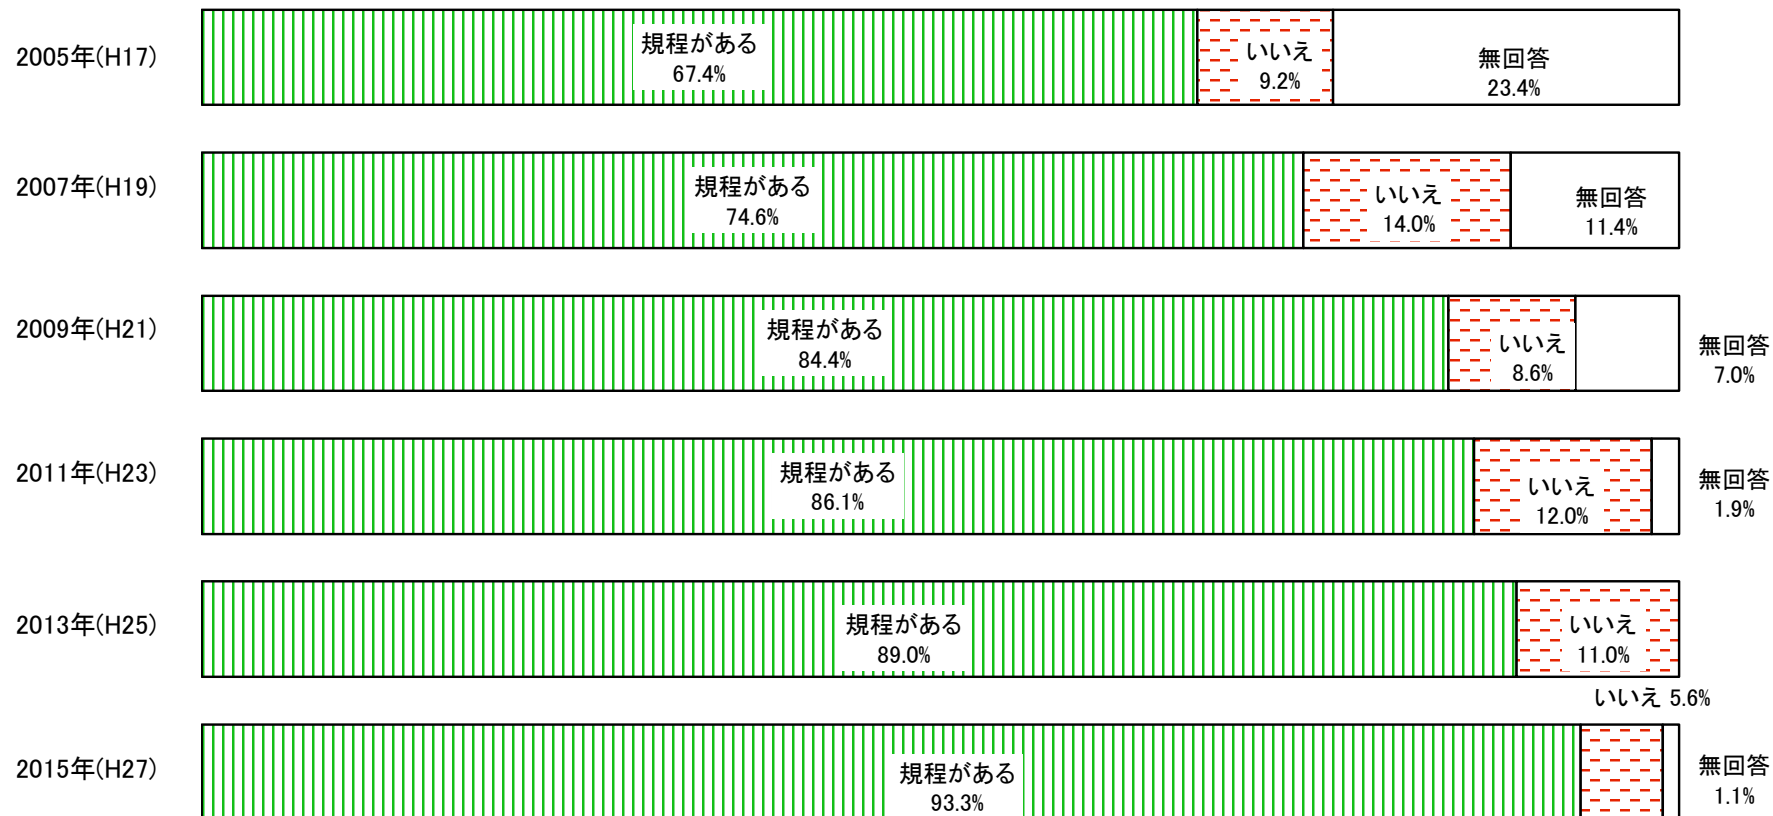 2005年(H17)
規程がある
67.4%
いいえ
9.2%
無回答
23.4%
2007年(H19)
規程がある
74.6%
いいえ
14.0%
無回答
11.4%
2009年(H21)
規程がある
84.4%
いいえ
8.6%
無回答
7.0%
2011年(H23)
規程がある
86.1%
いいえ
12.0%
無回答
1.9%
2013年(H25)
規程がある
89.0%
いいえ
11.0%
いいえ 5.6%
2015年(H27)
規程がある
93.3%
無回答
1.1%